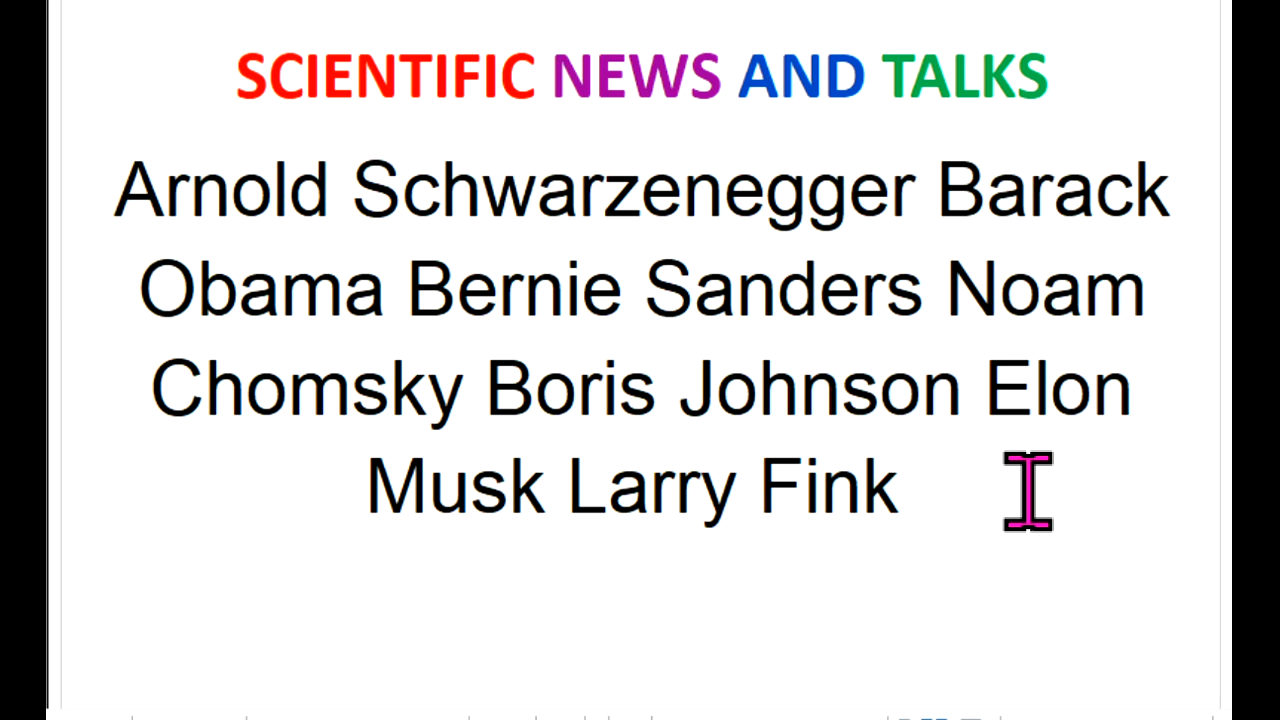 SCIENTIFIC NEWS AND TALKS
Arnold Schwarzenegger Barack
Obama Bernie Sanders Noam
Chomsky Boris Johnson Elon
Musk Larry Fink